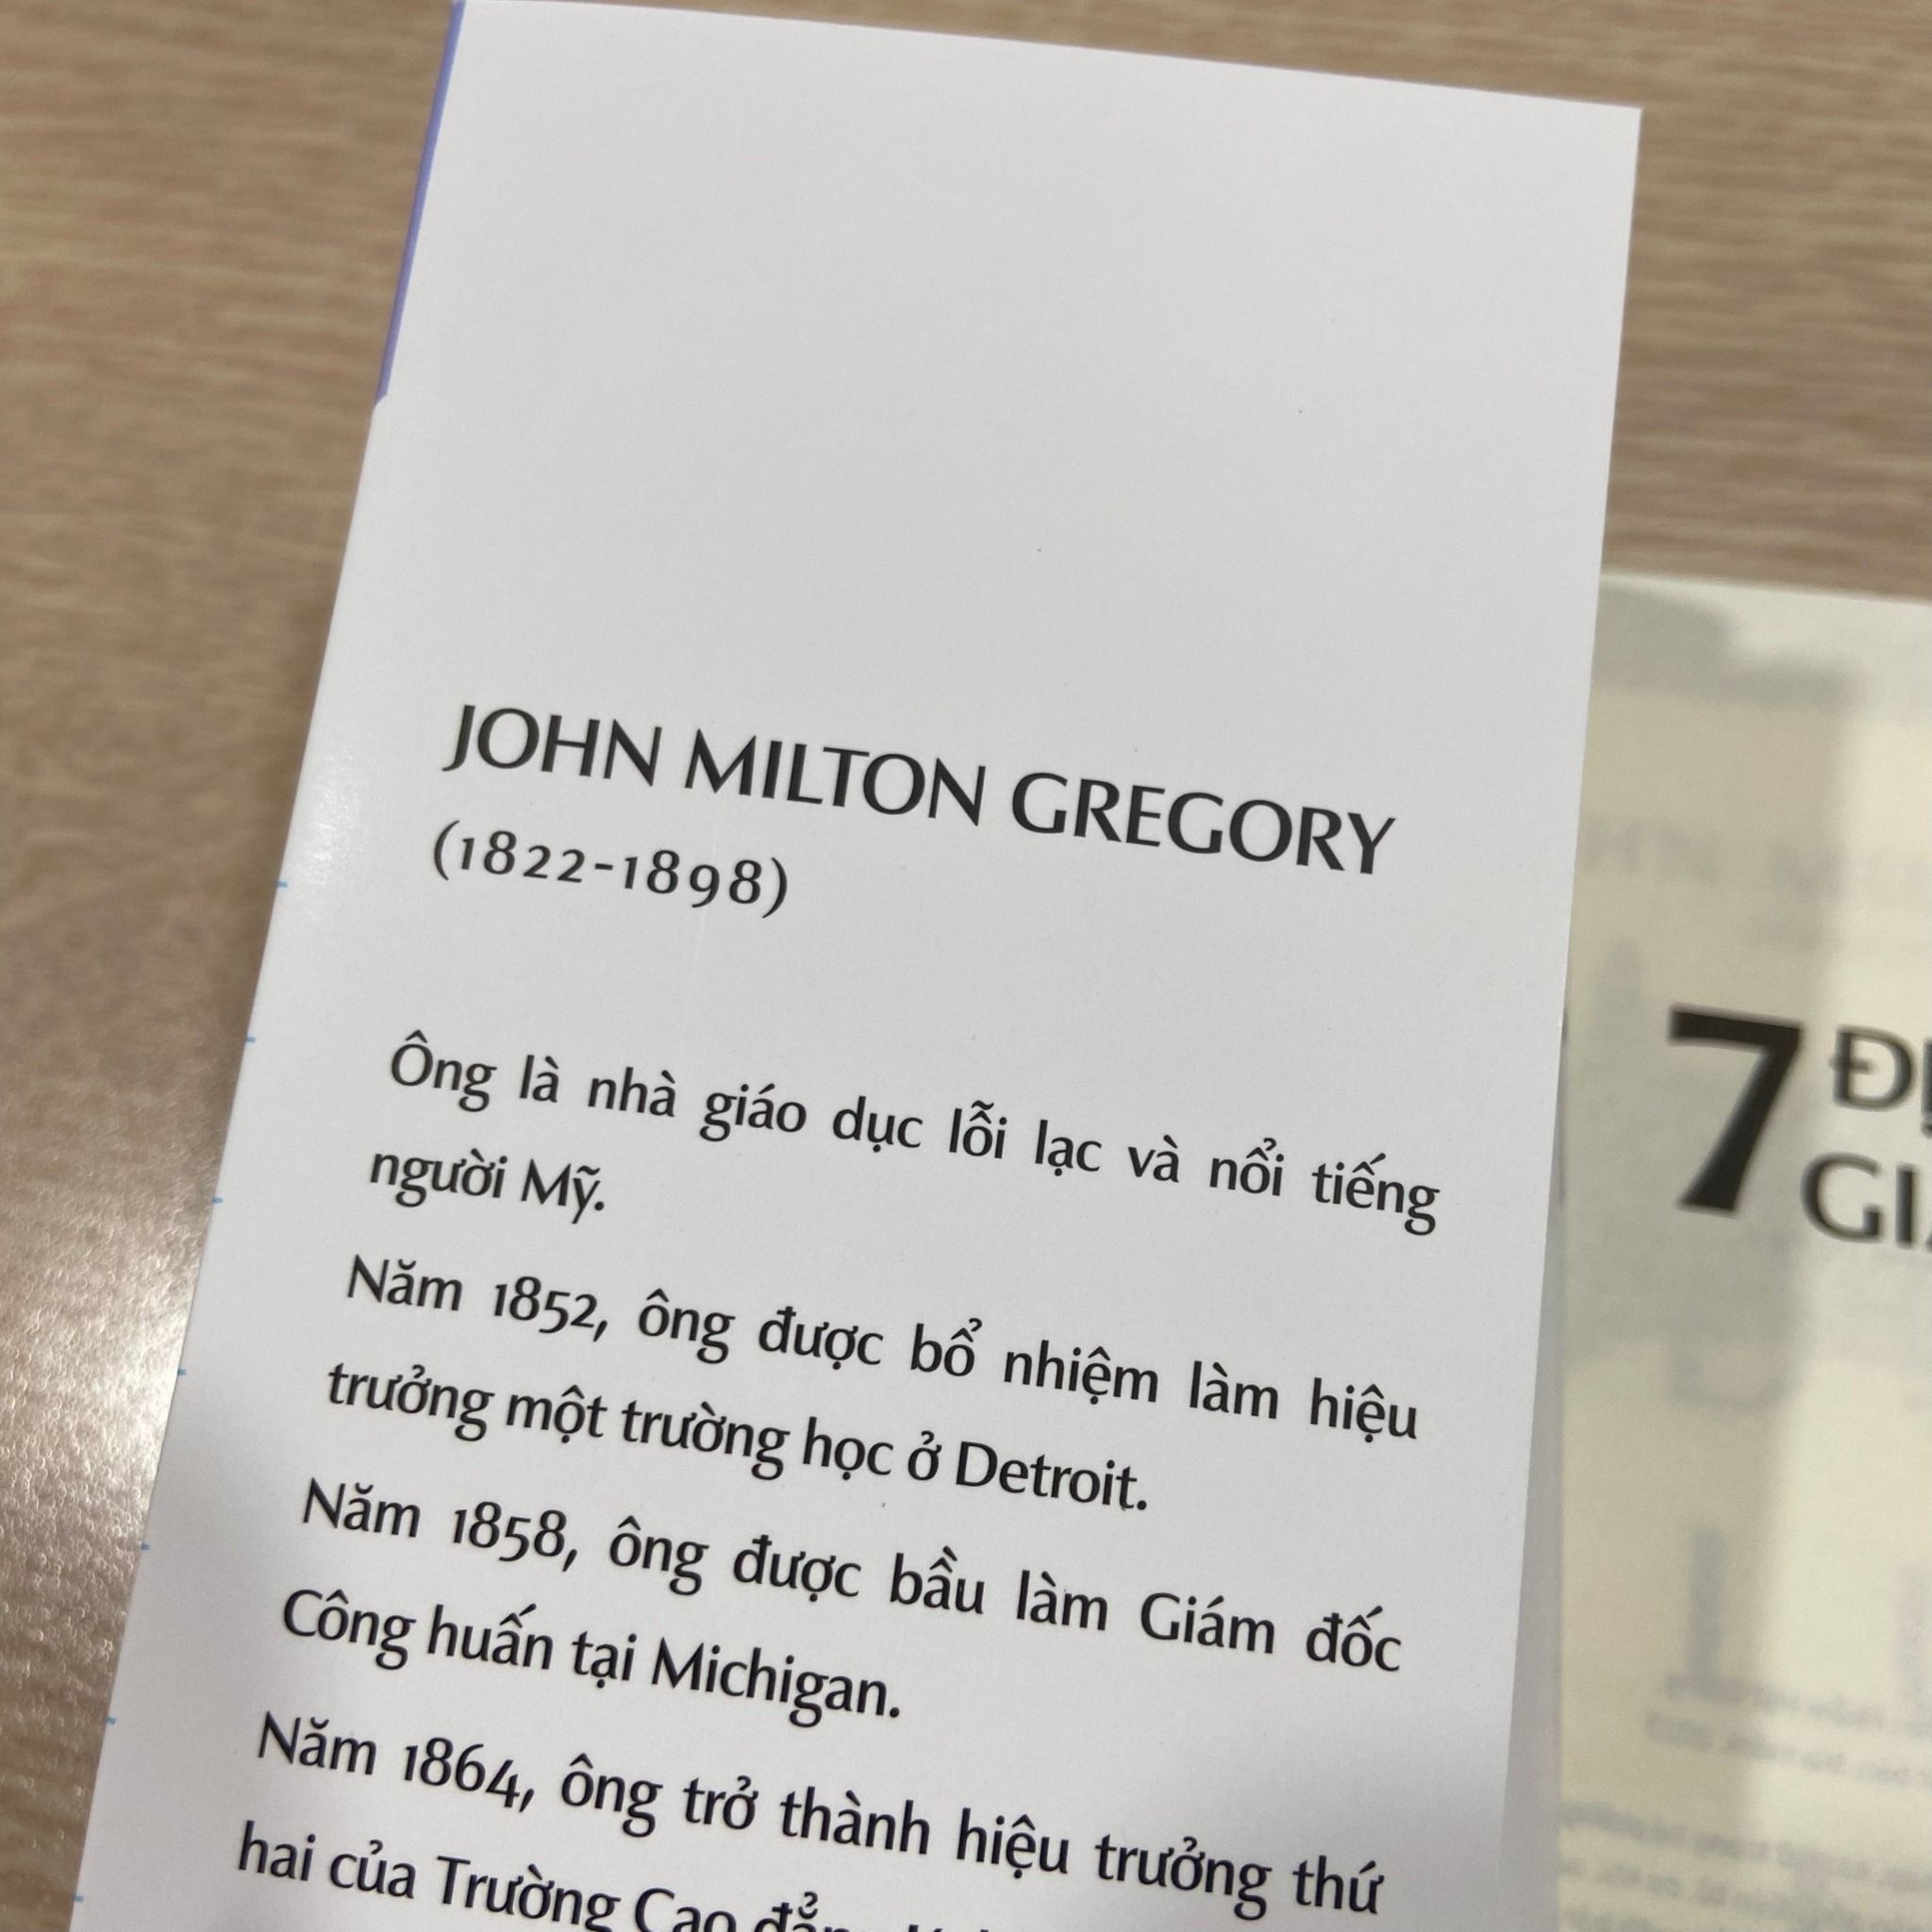 JOHN MILTON GREGORY
(1822-1898)
Ông là nhà giáo dục lỗi lạc và nổi tiếng
người Mỹ.
Năm 1852, ông được bổ nhiệm làm hiệu
trưởng một trường học ở Detroit.
Năm 1858, ông được bầu làm Giám đốc
Công huấn tại Michigan.
Năm 1864, ông trở thành hiệu trưởng thứ
hai của Trường Cao
7